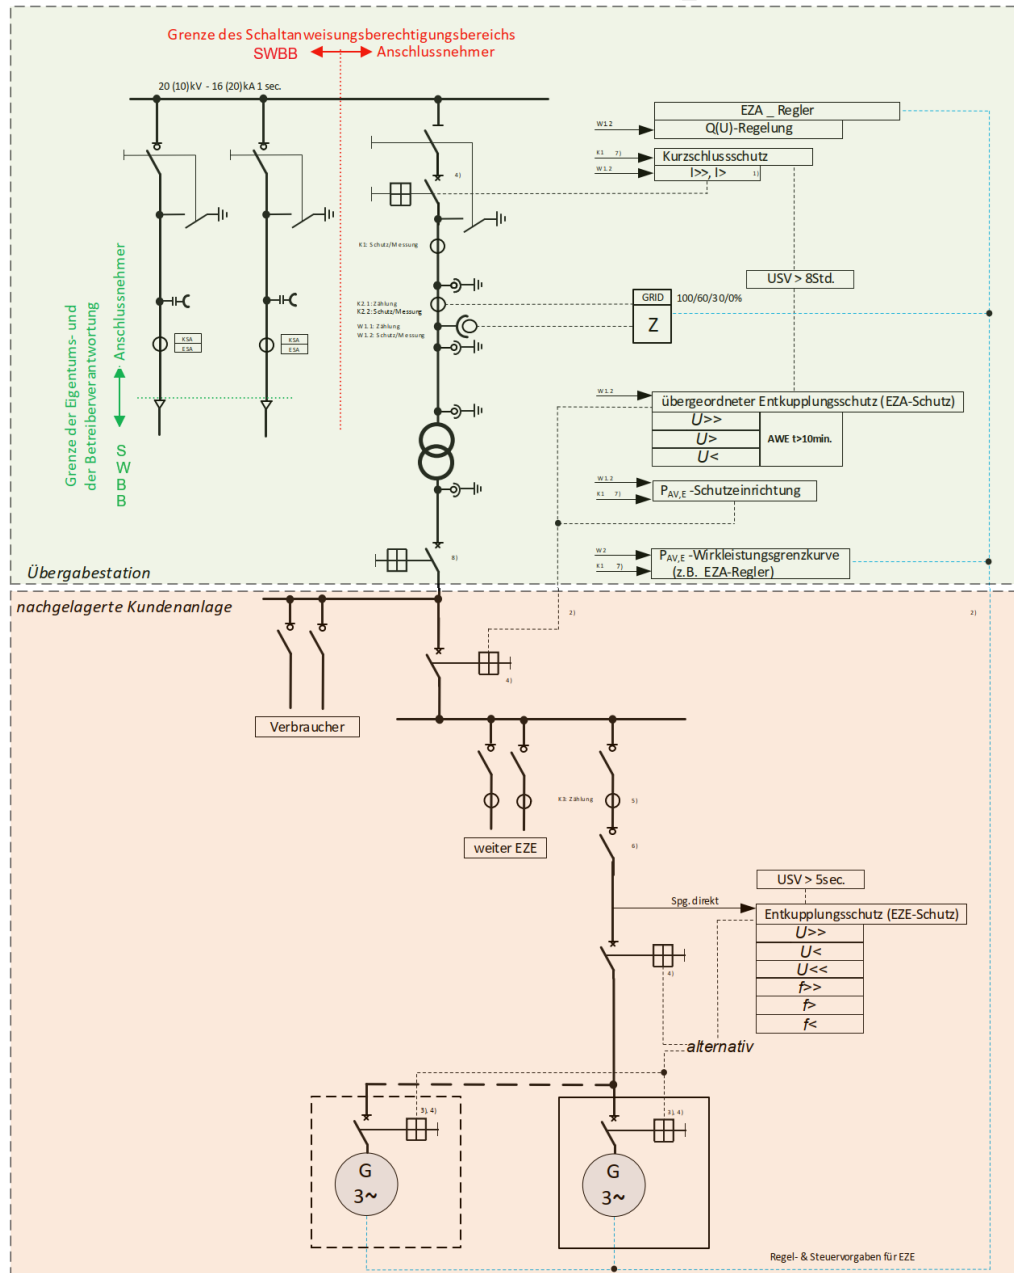 Grenze des Schaltanweisungsberechtigungsbereichs
SWBB
Anschlussnehmer
20 (10) kV - 16 (20) kA 1 sec.
EZA _ Regler
W1.2
Q(U)-Regelung
K1 7)
Kurzschlussschutz
W1.2
I>>, I> 1)
4)
K1: Schutz/Messung
USV > 8Std.
K2.1: Zählung
K2.2: Schutz/Messung
GRID
100/60/30/0%
Z
W1.1: Zählung
W1.2: Schutz/Messung
KSA
ESA
KSA
ESA
Grenze der Eigentums- und
der Betreiberverantwortung
Anschlussnehmer
S
W
B
B
W1.2
übergeordneter Entkupplungsschutz (EZA-Schutz)
U>>
U>
U<
AWE t>10min.
W1.2
K1 7)
PAV,E -Schutzeinrichtung
8)
W2
K1 7)
PAV,E -Wirkleistungsgrenzkurve
(z.B. EZA-Regler)
Übergabestation
nachgelagerte Kundenanlage
2)
2)
4)
Verbraucher
K3: Zählung
5)
weiter EZE
6)
USV > 5sec.
Spg. direkt
Entkupplungsschutz (EZE-Schutz)
U>>
U<
U<<
f>>
f>
f<
4)
alternativ
3), 4)
3), 4)
G
3~
G
3~
Regel- & Steuervorgaben für EZE